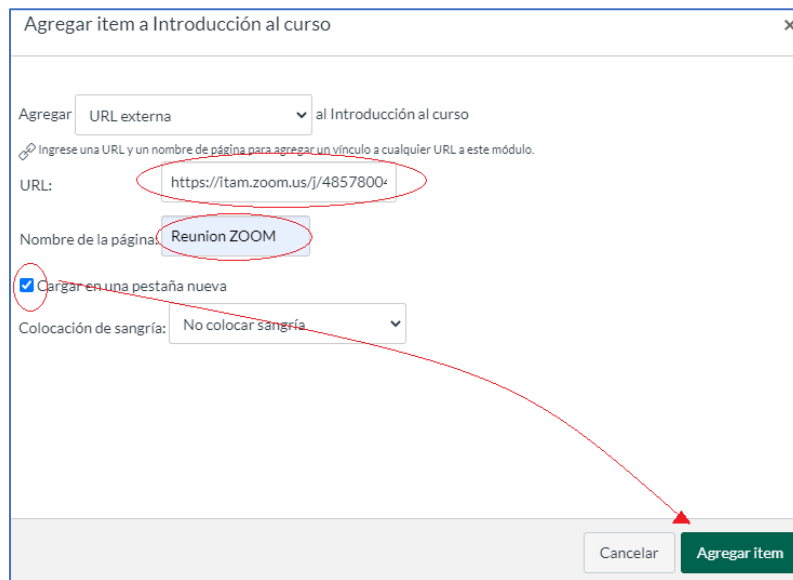 Agregar item a Introducción al curso ×
Agregar URL externa al Introducción al curso
Ingrese una URL y un nombre de página para agregar un vínculo a cualquier URL a este módulo.
URL: https://itam.zoom.us/j/48578004
Nombre de la página: Reunion ZOOM
Cargar en una pestaña nueva
Colocación de sangría: No colocar sangría
Cancelar Agregar item